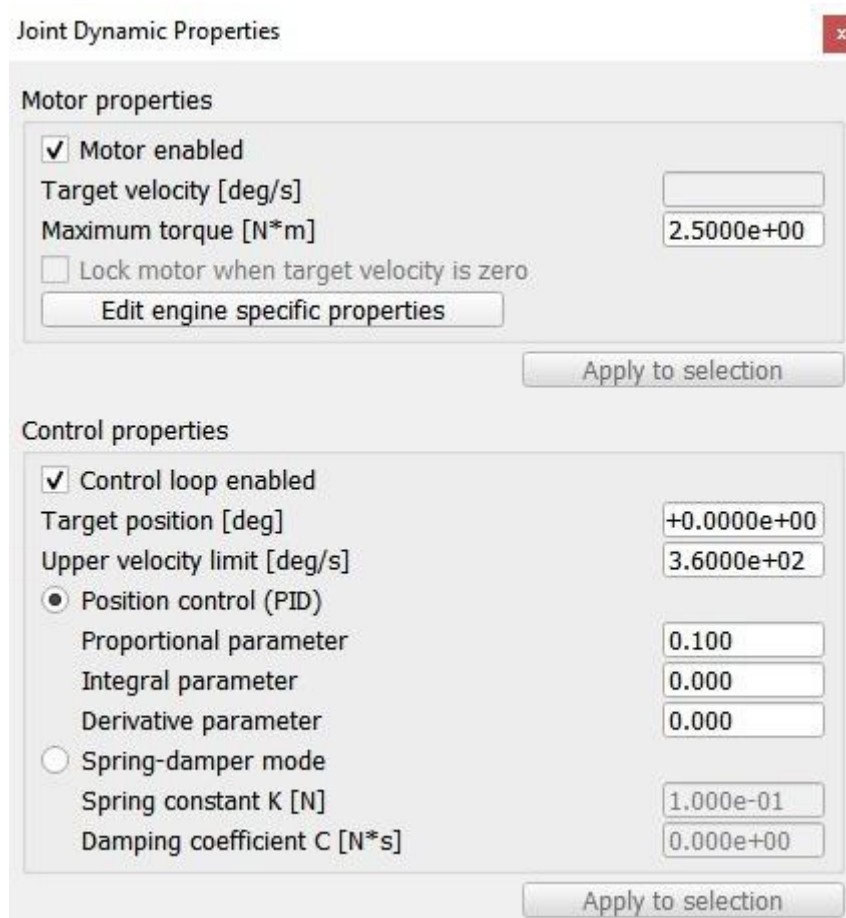 Joint Dynamic Properties x
Motor properties
Motor enabled
Target velocity [deg/s]
Maximum torque [N*m] 2.5000e+00
Lock motor when target velocity is zero
Edit engine specific properties
Apply to selection
Control properties
Control loop enabled
Target position [deg] +0.0000e+00
Upper velocity limit [deg/s] 3.6000e+02
Position control (PID)
Proportional parameter 0.100
Integral parameter 0.000
Derivative parameter 0.000
Spring-damper mode
Spring constant K [N] 1.000e-01
Damping coefficient C [N*s] 0.000e+00
Apply to selection